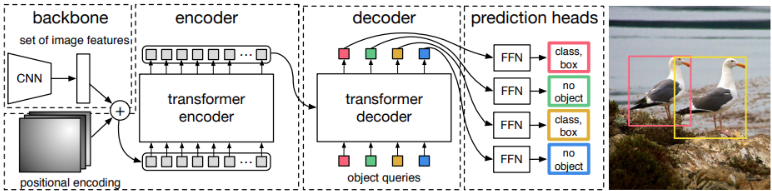 backbone
set of image features
CNN
+
positional encoding
encoder
...
transformer
encoder
...
decoder
transformer
decoder
object queries
prediction heads
FFN
class,
box
FFN
no
object
FFN
class,
box
FFN
no
object